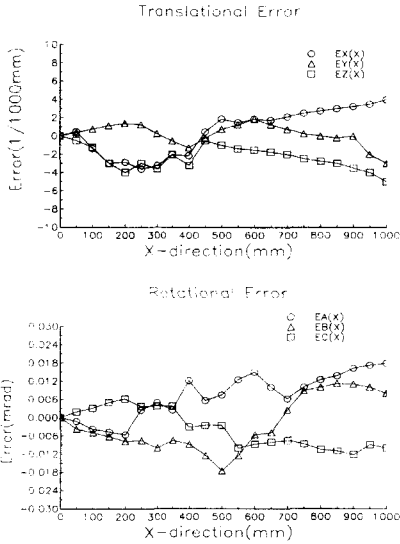 Translational Error
EX(X)
EY(X)
EZ(X)
10
8
6
4
2
0
-2
-4
-6
-8
-10
Error(1/1000mm)
0 100 200 300 400 500 600 700 800 900 1000
X-direction(mm)
Rotational Error
EA(X)
EB(X)
EC(X)
0.030
0.024
0.018
0.012
0.006
0.000
-0.006
-0.012
-0.018
-0.024
-0.030
Error(mrad)
0 100 200 300 400 500 600 700 800 900 1000
X-direction(mm)